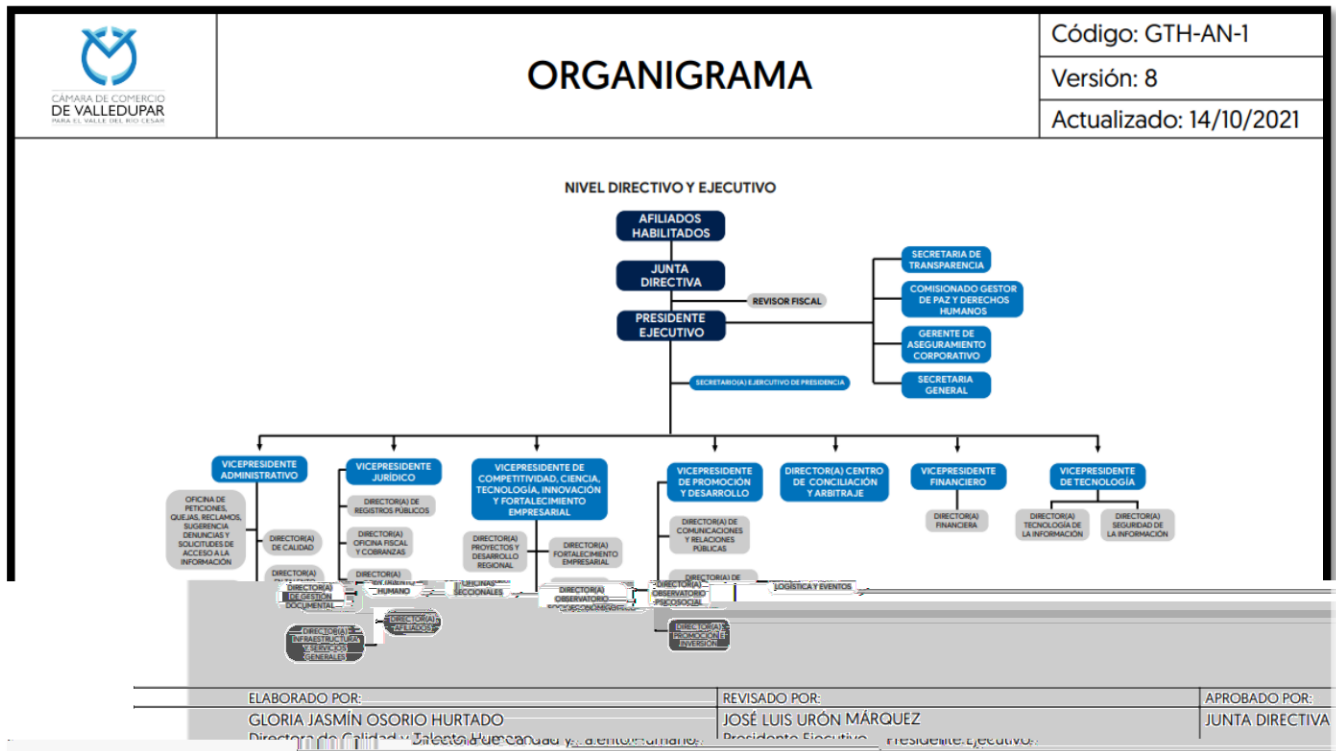 CÁMARA DE COMERCIO
DE VALLEDUPAR
PARA EL VALLE DEL RÍO CESAR
ORGANIGRAMA
Código: GTH-AN-1
Versión: 8
Actualizado: 14/10/2021
NIVEL DIRECTIVO Y EJECUTIVO
AFILIADOS
HABILITADOS
JUNTA
DIRECTIVA
REVISOR FISCAL
PRESIDENTE
EJECUTIVO
SECRETARIA DE
TRANSPARENCIA
COMISIONADO GESTOR
DE PAZ Y DERECHOS
HUMANOS
GERENTE DE
ASEGURAMIENTO
CORPORATIVO
SECRETARIA
GENERAL
SECRETARIO(A) EJERCUTIVO DE PRESIDENCIA
VICEPRESIDENTE
ADMINISTRATIVO
OFICINA DE
PETICIONES,
QUEJAS, RECLAMOS,
SUGERENCIA
DENUNCIAS Y
SOLICITUDES DE
ACCESO A LA
INFORMACIÓN
DIRECTOR(A)
DE CALIDAD
DIRECTOR(A)
VICEPRESIDENTE
JURÍDICO
DIRECTOR(A) DE
REGISTROS PÚBLICOS
DIRECTOR(A)
OFICINA FISCAL
Y COBRANZAS
DIRECTOR(A)
VICEPRESIDENTE DE
COMPETITIVIDAD, CIENCIA,
TECNOLOGÍA, INNOVACIÓN
Y FORTALECIMIENTO
EMPRESARIAL
DIRECTOR(A)
PROYECTOS Y
DESARROLLO
REGIONAL
DIRECTOR(A)
FORTALECIMIENTO
EMPRESARIAL
VICEPRESIDENTE
DE PROMOCIÓN
Y DESARROLLO
DIRECTOR(A) DE
COMUNICACIONES
Y RELACIONES
PÚBLICAS
DIRECTOR(A) DE
DIRECTOR(A) CENTRO
DE CONCILIACIÓN
Y ARBITRAJE
VICEPRESIDENTE
FINANCIERO
DIRECTOR(A)
FINANCIERA
VICEPRESIDENTE
DE TECNOLOGÍA
DIRECTOR(A)
TECNOLOGÍA DE
LA INFORMACIÓN
DIRECTOR(A)
SEGURIDAD DE
LA INFORMACIÓN
DIRECTOR(A)
DE GESTIÓN
DOCUMENTAL
HUMANO
OFICINAS
SECCIONALES
DIRECTOR(A)
OBSERVATORIO
DIRECTOR(A)
OBSERVATORIO
PSICOSOCIAL
LOGÍSTICA Y EVENTOS
DIRECTOR(A)
INFRAESTRUCTURA
Y SERVICIOS
GENERALES
DIRECTOR(A)
AFILIADOS
DIRECTOR(A)
PROMOCIÓN E
INVERSIÓN
ELABORADO POR:
GLORIA JASMÍN OSORIO HURTADO
REVISADO POR:
JOSÉ LUIS URÓN MÁRQUEZ
Presidente Ejecutivo
APROBADO POR:
JUNTA DIRECTIVA